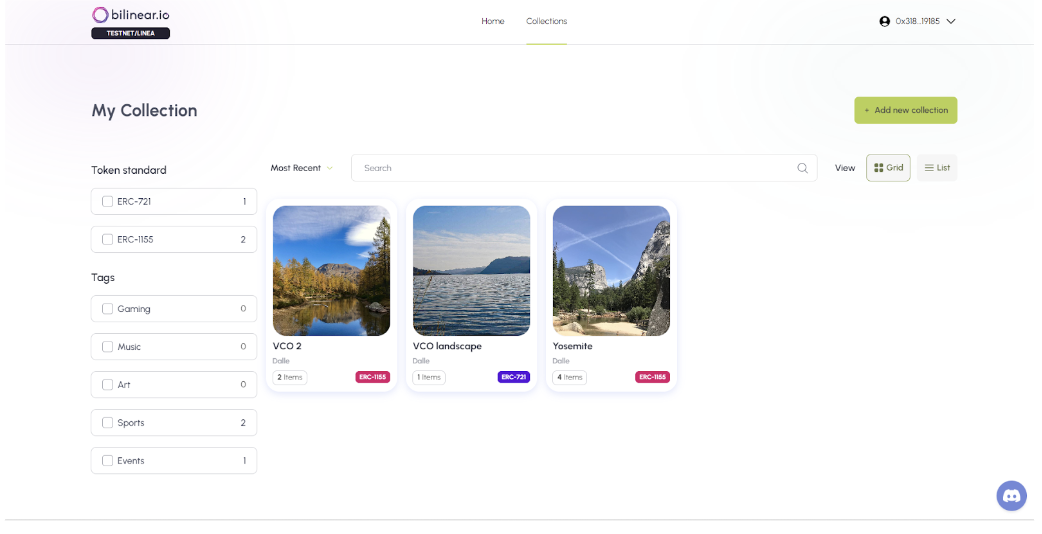 bilinear.io
TESTNET/LINEA
Home
Collections
0x318...19185
My Collection
+ Add new collection
Token standard
ERC-721 1
ERC-1155 2
Tags
Gaming 0
Music 0
Art 0
Sports 2
Events 1
Most Recent
Search
View
Grid
List
VCO 2
Dalle
2 Items
ERC-1155
VCO landscape
Dalle
1 Items
ERC-721
Yosemite
Dalle
4 Items
ERC-1155